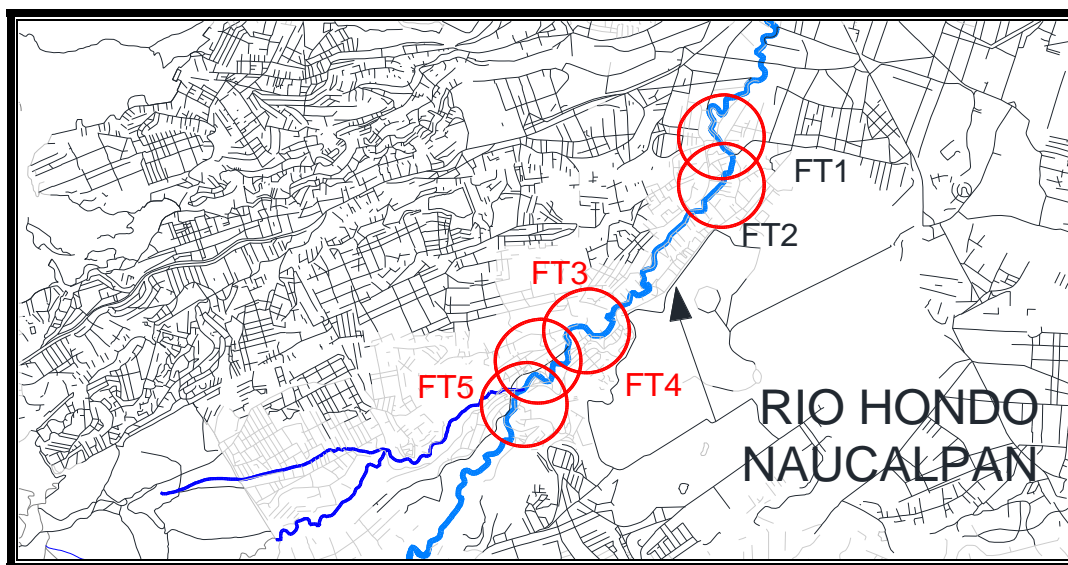 FT1
FT2
FT3
FT4
FT5
RIO HONDO
NAUCALPAN